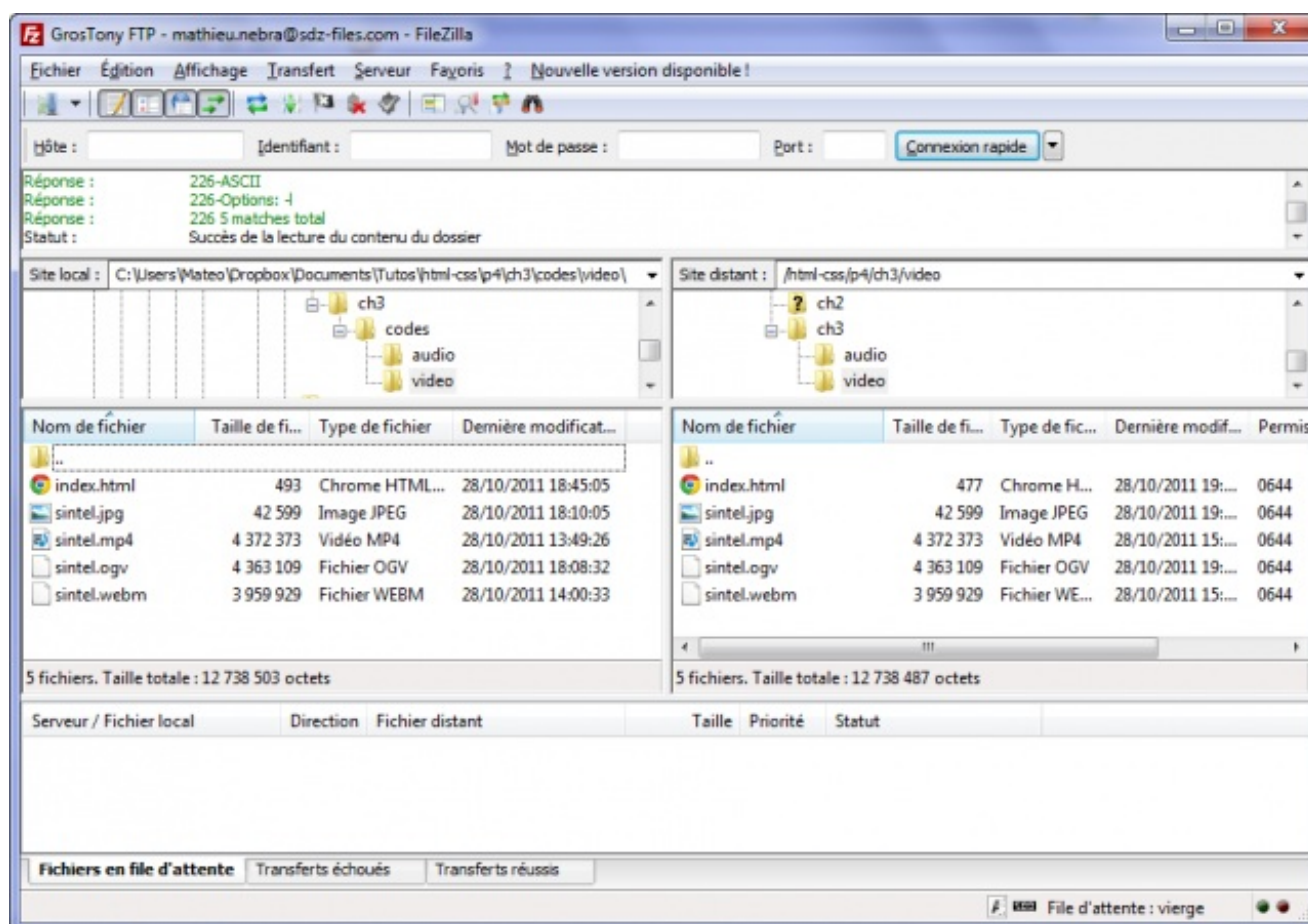 GrosTony FTP - mathieu.nebra@sdz-files.com - FileZilla
Fichier Édition Affichage Transfert Serveur Favoris ? Nouvelle version disponible !
Hôte : Identifiant : Mot de passe : Port : Connexion rapide
Réponse : 226-ASCII
Réponse : 226-Options: -l
Réponse : 226 5 matches total
Statut : Succès de la lecture du contenu du dossier
Site local : C:\Users\Mateo\Dropbox\Documents\Tutos\html-css\p4\ch3\codes\video\
ch3
codes
audio
video
Site distant : /html-css/p4/ch3/video
ch2
ch3
audio
video
Nom de fichier Taille de fi... Type de fichier Dernière modificat...
..
index.html 493 Chrome HTML... 28/10/2011 18:45:05
sintel.jpg 42 599 Image JPEG 28/10/2011 18:10:05
sintel.mp4 4 372 373 Vidéo MP4 28/10/2011 13:49:26
sintel.ogv 4 363 109 Fichier OGV 28/10/2011 18:08:32
sintel.webm 3 959 929 Fichier WEBM 28/10/2011 14:00:33
5 fichiers. Taille totale : 12 738 503 octets
Nom de fichier Taille de fi... Type de fic... Dernière modif... Permis
..
index.html 477 Chrome H... 28/10/2011 19:... 0644
sintel.jpg 42 599 Image JPEG 28/10/2011 19:... 0644
sintel.mp4 4 372 373 Vidéo MP4 28/10/2011 15:... 0644
sintel.ogv 4 363 109 Fichier OGV 28/10/2011 19:... 0644
sintel.webm 3 959 929 Fichier WE... 28/10/2011 15:... 0644
5 fichiers. Taille totale : 12 738 487 octets
Serveur / Fichier local Direction Fichier distant Taille Priorité Statut
Fichiers en file d'attente Transferts échoués Transferts réussis
File d'attente : vierge